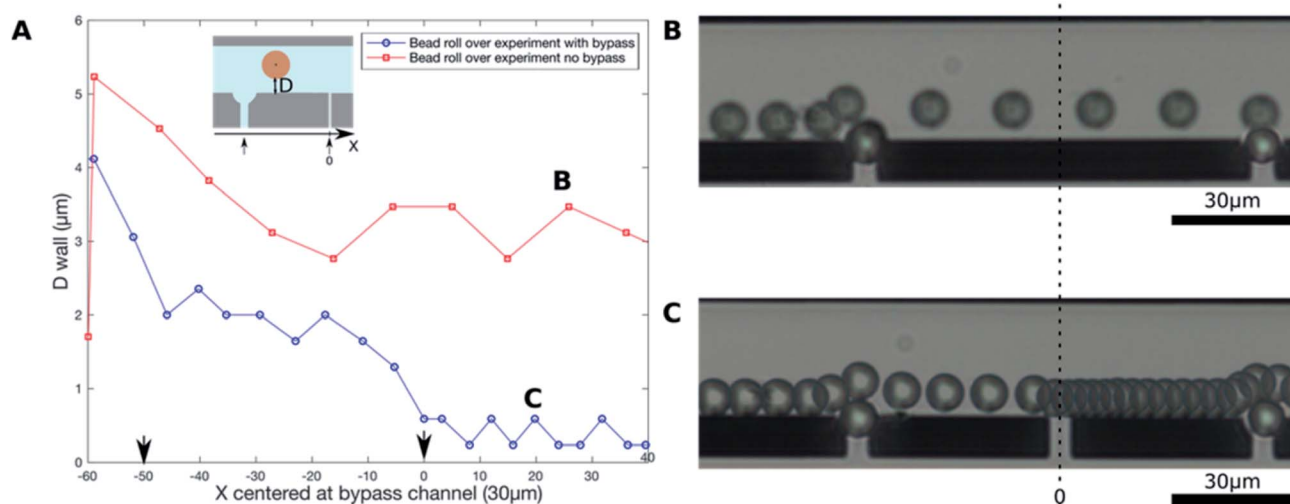 A
6
5
4
3
2
1
0
D wall (µm)
Bead roll over experiment with bypass
Bead roll over experiment no bypass
D
X
0
B
C
-60 -50 -40 -30 -20 -10 0 10 20 30 40
X centered at bypass channel (30µm)
B
30µm
C
30µm
0